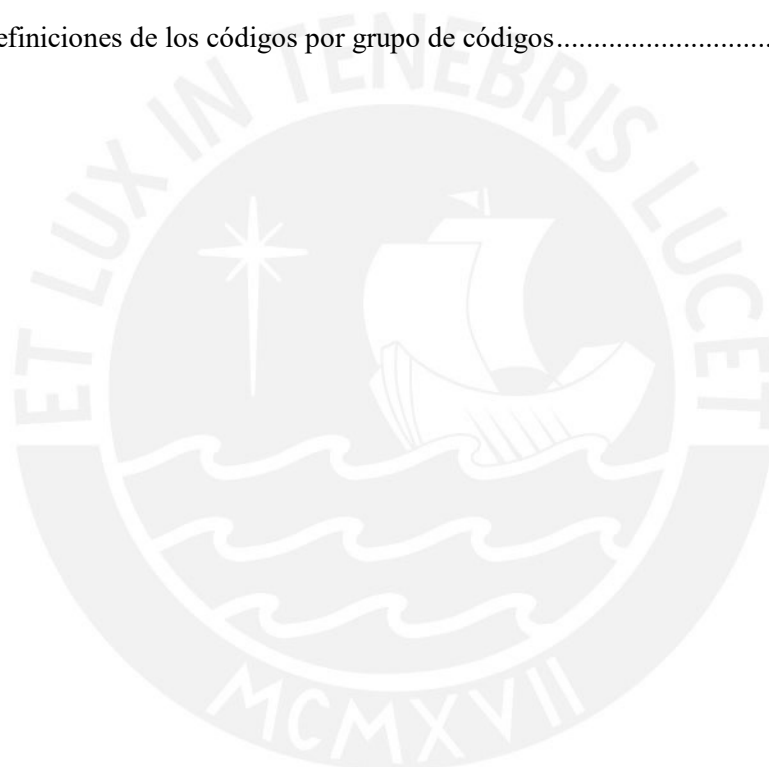 efiniciones de los códigos por grupo de códigos.............................
ET LUX IN TENEBRIS LUCET
MCMXVII